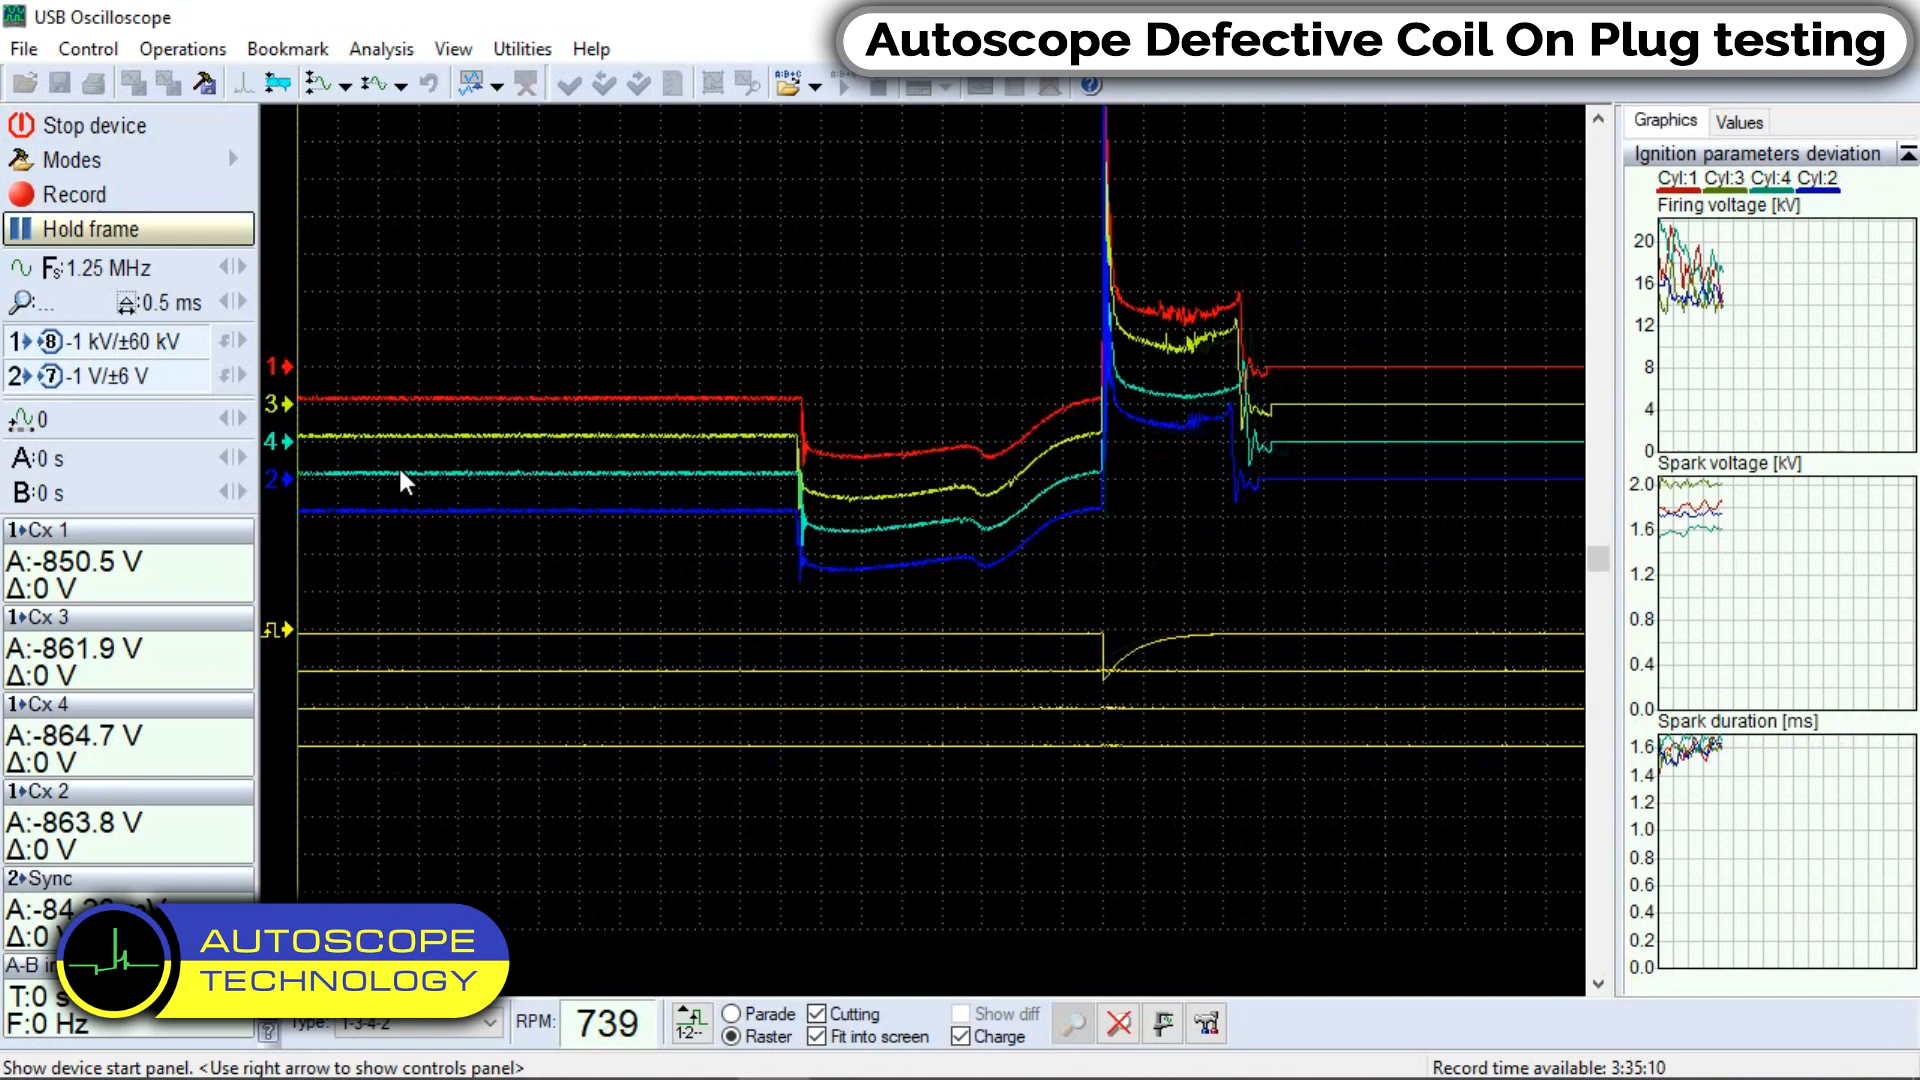 USB Oscilloscope
Autoscope Defective Coil On Plug testing
File Control Operations Bookmark Analysis View Utilities Help
Stop device
Modes
Record
Hold frame
Fs:1.25 MHz
:... :0.5 ms
1 8 -1 kV/±60 kV
2 7 -1 V/±6 V
0
A:0 s
B:0 s
1 Cx 1
A:-850.5 V
Δ:0 V
1 Cx 3
A:-861.9 V
Δ:0 V
1 Cx 4
A:-864.7 V
Δ:0 V
1 Cx 2
A:-863.8 V
Δ:0 V
2 Sync
A:-84
Δ:0
A-B
T:0 s
F:0 Hz
1
3
4
2
AUTOSCOPE
TECHNOLOGY
Graphics Values
Ignition parameters deviation
Cyl:1 Cyl:3 Cyl:4 Cyl:2
Firing voltage [kV]
20
16
12
8
4
0
Spark voltage [kV]
2.0
1.6
1.2
0.8
0.4
0.0
Spark duration [ms]
1.6
1.4
1.2
1.0
0.8
0.6
0.4
0.2
0.0
Type: 1-3-4-2 RPM: 739 1-2-- Parade Cutting Show diff
Raster Fit into screen Charge
Show device start panel. <Use right arrow to show controls panel> Record time available: 3:35:10